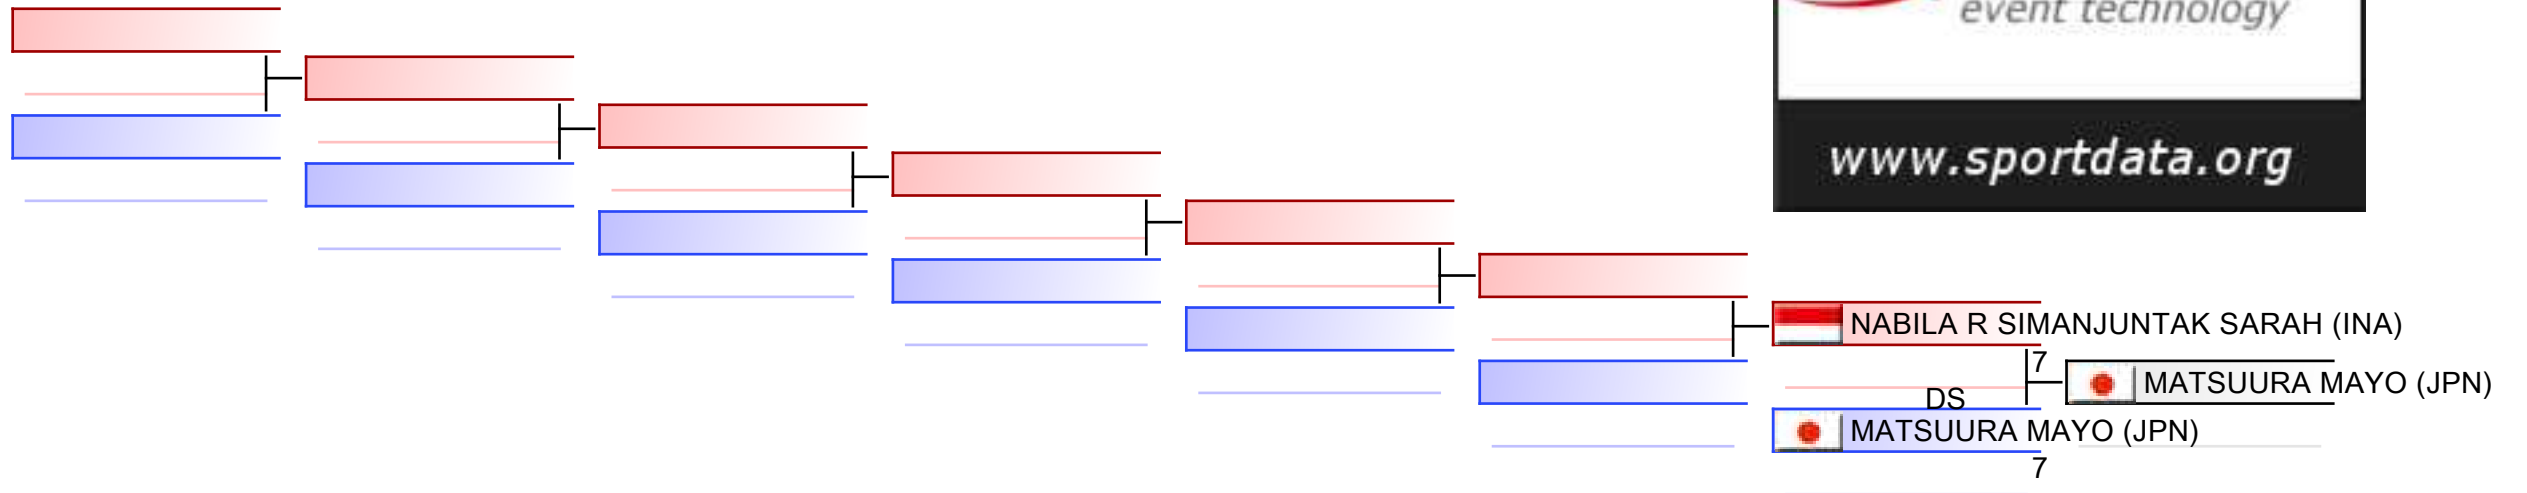 event technology
www.sportdata.org
NABILA R SIMANJUNTAK SARAH (INA)
7
MATSUURA MAYO (JPN)
DS
MATSUURA MAYO (JPN)
7